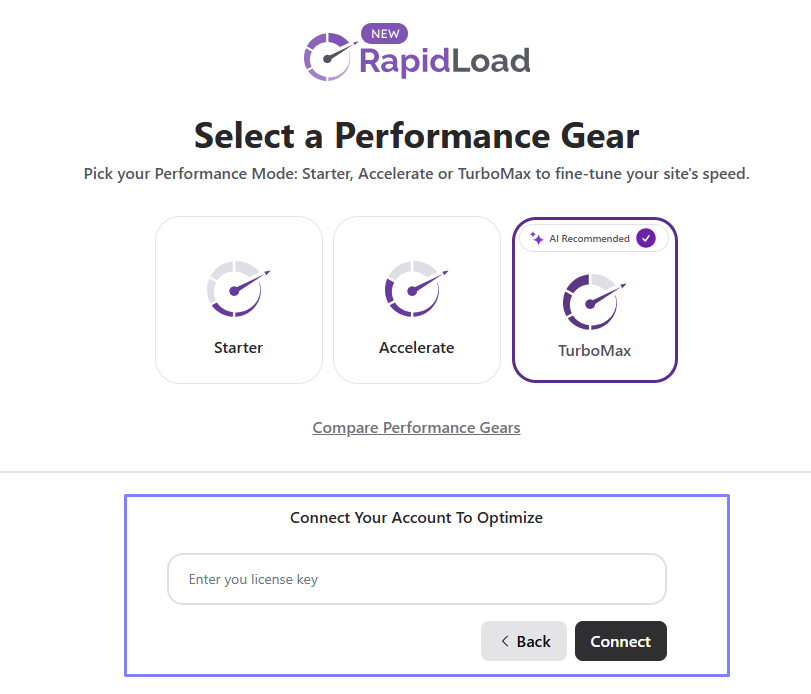 NEW
RapidLoad
Select a Performance Gear
Pick your Performance Mode: Starter, Accelerate or TurboMax to fine-tune your site's speed.
AI Recommended
Starter
Accelerate
TurboMax
Compare Performance Gears
Connect Your Account To Optimize
Enter you license key
Back
Connect